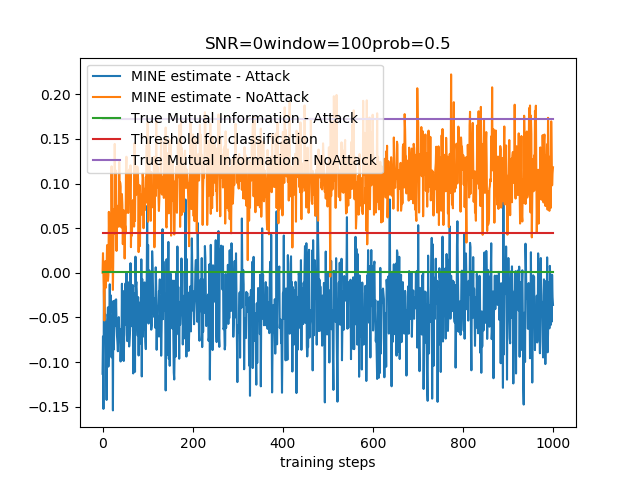 SNR=0window=100prob=0.5
MINE estimate - Attack
MINE estimate - NoAttack
True Mutual Information - Attack
Threshold for classification
True Mutual Information - NoAttack
0.20
0.15
0.10
0.05
0.00
−0.05
−0.10
−0.15
0 200 400 600 800 1000
training steps